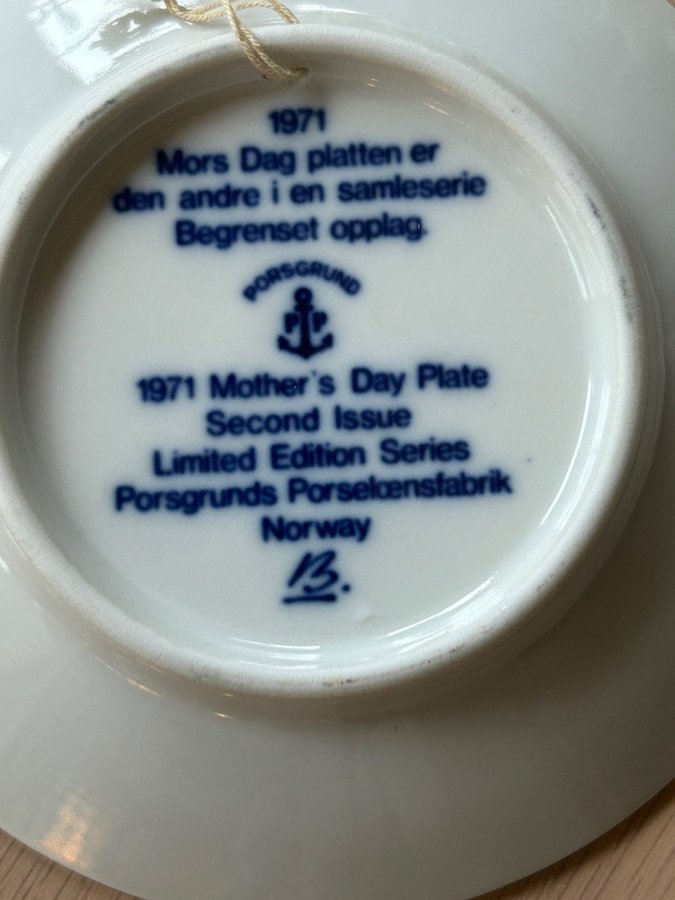 1971
Mors Dag platten er
den andre i en samleserie
Begrenset opplag.
PORSGRUND
P P
1971 Mother's Day Plate
Second Issue
Limited Edition Series
Porsgrunds Porselænsfabrik
Norway
B.